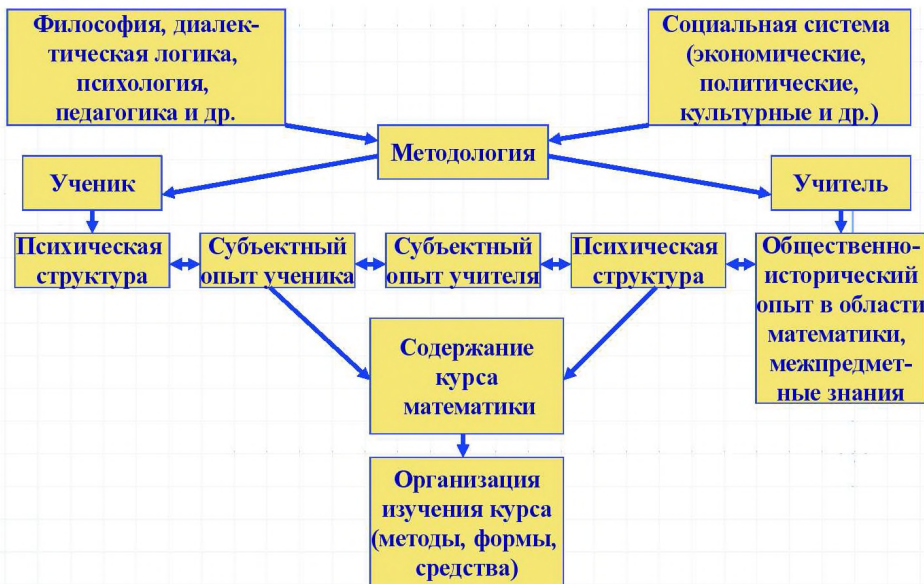 Философия, диалек-
тическая логика,
психология,
педагогика и др.
Социальная система
(экономические,
политические,
культурные и др.)
Методология
Ученик
Учитель
Психическая
структура
Субъектный
опыт ученика
Субъектный
опыт учителя
Психическая
структура
Общественно-
исторический
опыт в области
математики,
межпредмет-
ные знания
Содержание
курса
математики
Организация
изучения курса
(методы, формы,
средства)